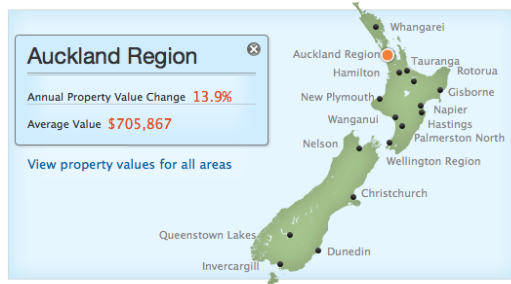 Auckland Region
Annual Property Value Change 13.9%
Average Value $705,867
View property values for all areas
Whangarei
Auckland Region
Tauranga
Hamilton
Rotorua
Gisborne
New Plymouth
Napier
Wanganui
Hastings
Palmerston North
Nelson
Wellington Region
Christchurch
Queenstown Lakes
Dunedin
Invercargill